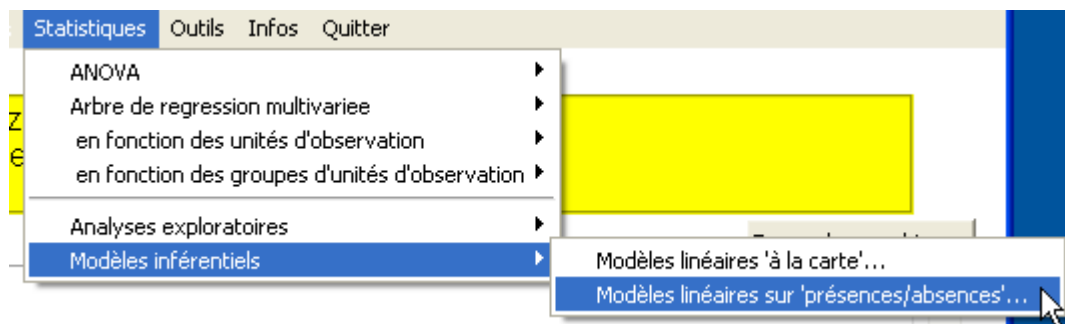 Statistiques Outils Infos Quitter
ANOVA
Arbre de regression multivariee
en fonction des unités d'observation
en fonction des groupes d'unités d'observation
Analyses exploratoires
Modèles inférentiels
Modèles linéaires 'à la carte'...
Modèles linéaires sur 'présences/absences'...